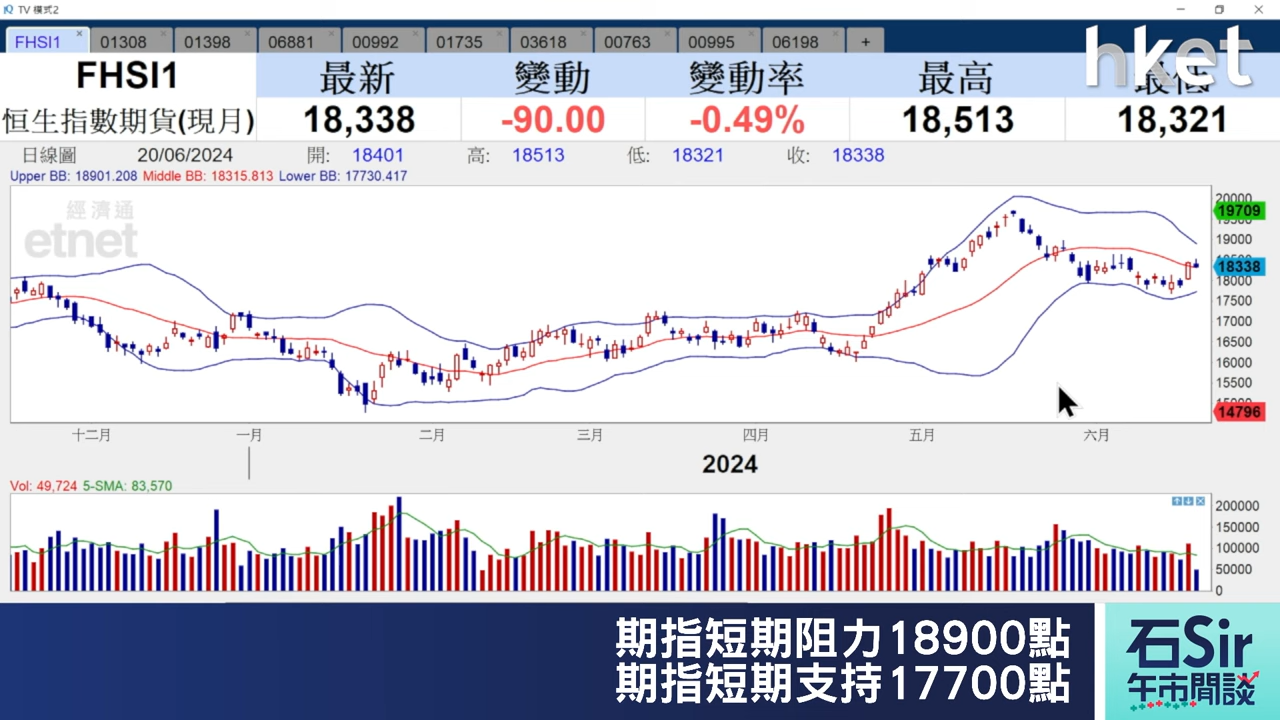 TV 模式2
FHSI1 01308 01398 06881 00992 01735 03618 00763 00995 06198 +
hket
FHSI1 最新 變動 變動率 最高 最低
恒生指數期貨(現月) 18,338 -90.00 -0.49% 18,513 18,321
日線圖 20/06/2024 開: 18401 高: 18513 低: 18321 收: 18338
Upper BB: 18901.208 Middle BB: 18315.813 Lower BB: 17730.417
經濟通
etnet
20000
19709
19000
18338
18000
17500
17000
16500
16000
15500
14796
十二月 一月 二月 三月 四月 五月 六月
2024
Vol: 49,724 5-SMA: 83,570
200000
150000
100000
50000
0
期指短期阻力18900點
期指短期支持17700點
石Sir
午市閒談